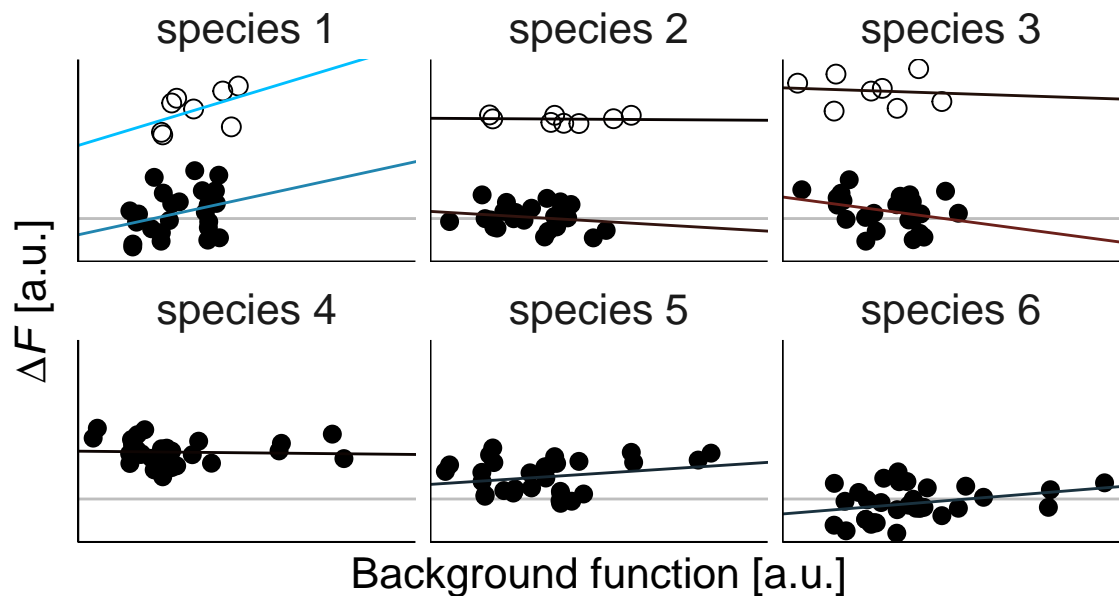 species 1
species 2
species 3
species 4
species 5
species 6
ΔF [a.u.]
Background function [a.u.]